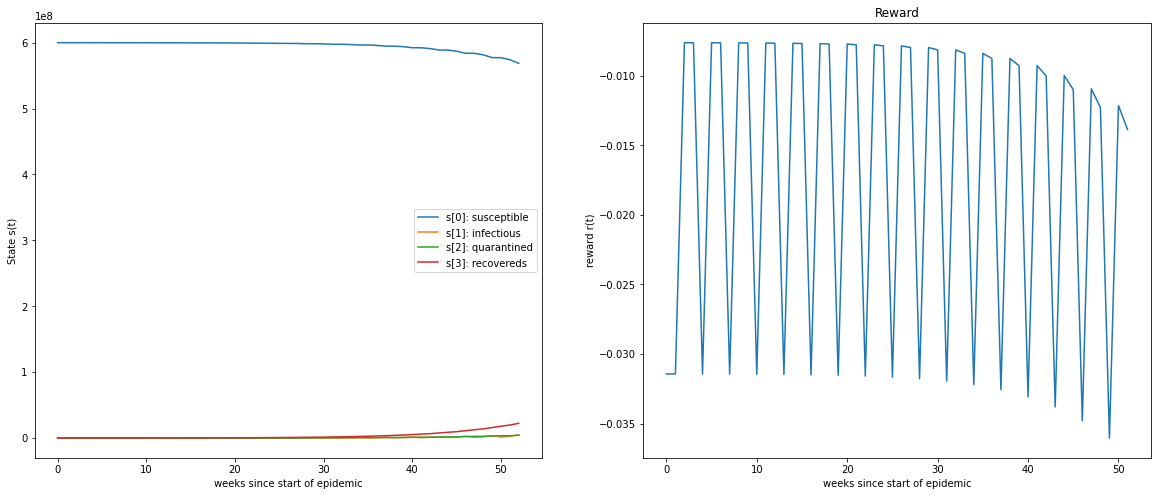 1e8
6
5
4
3
2
1
0
State s(t)
s[0]: susceptible
s[1]: infectious
s[2]: quarantined
s[3]: recovereds
0 10 20 30 40 50
weeks since start of epidemic
Reward
−0.010
−0.015
−0.020
−0.025
−0.030
−0.035
reward r(t)
0 10 20 30 40 50
weeks since start of epidemic